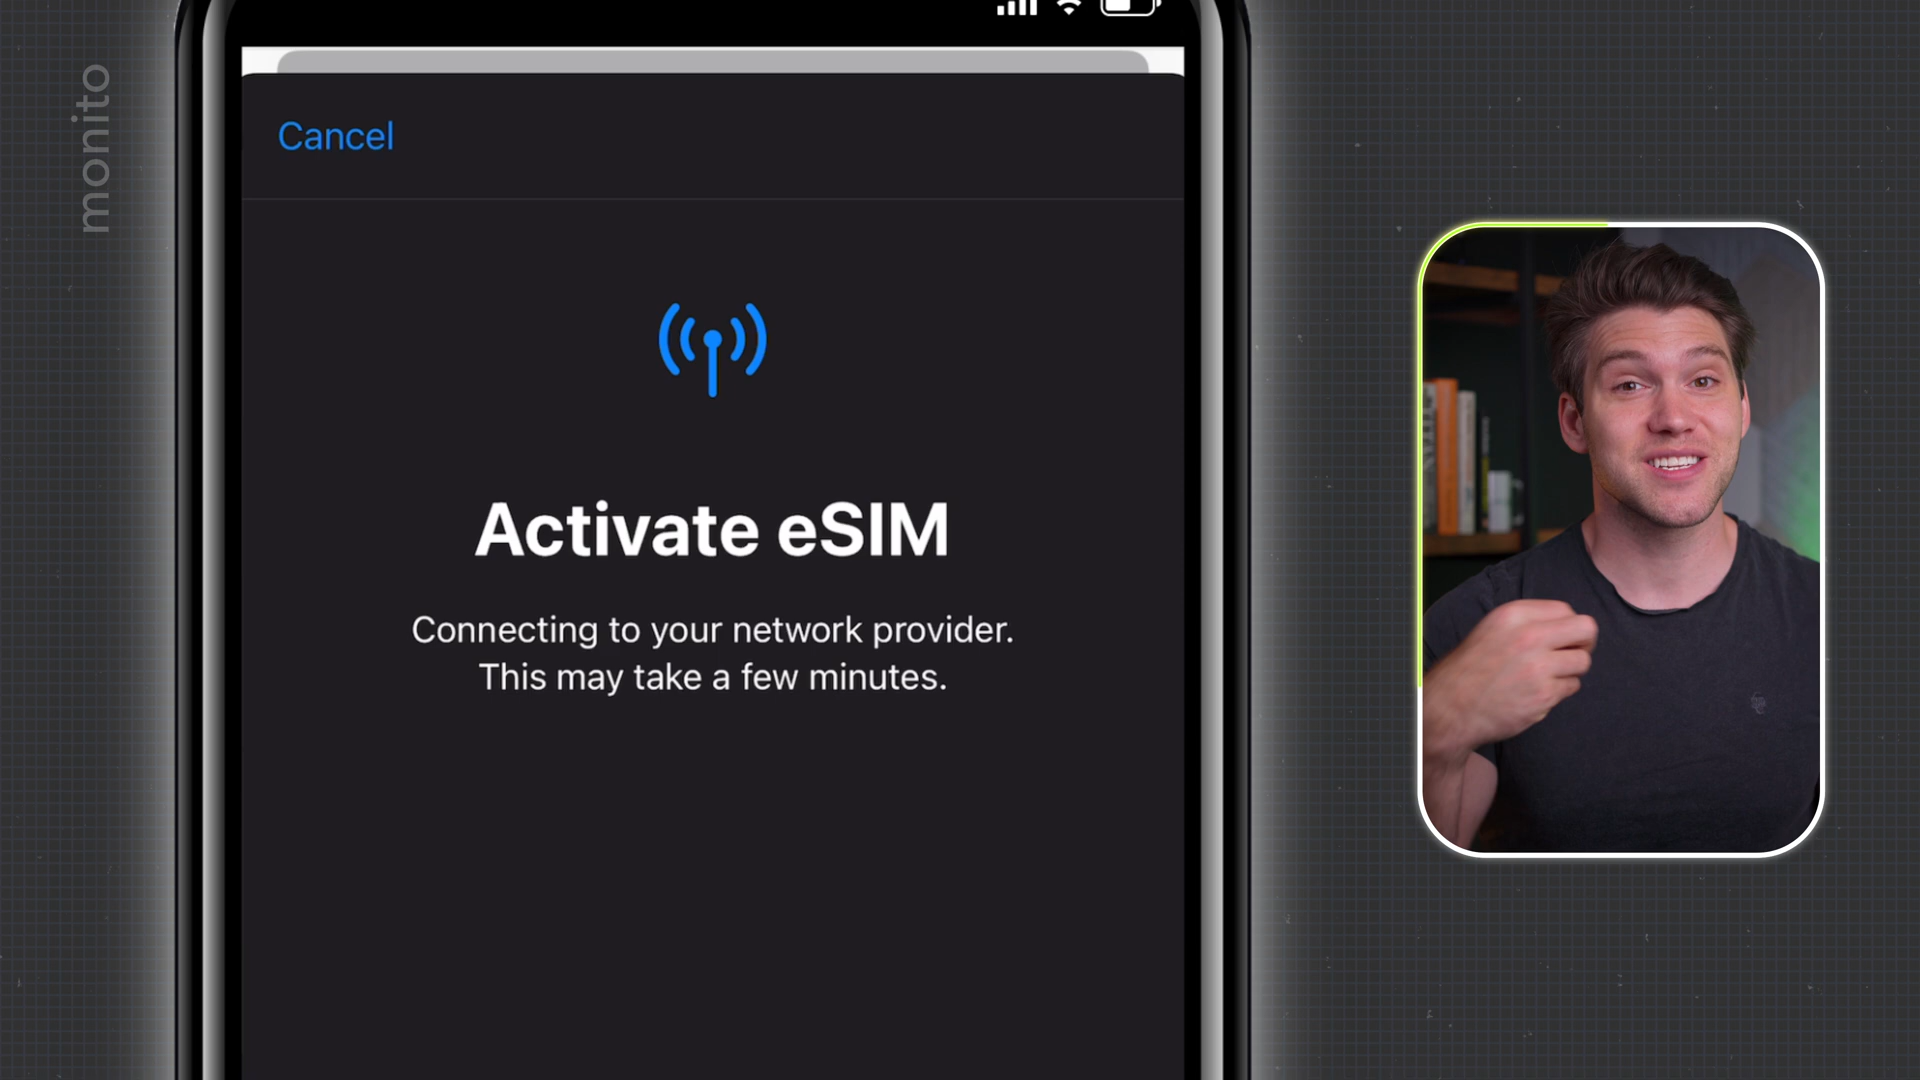 monito
Cancel
Activate eSIM
Connecting to your network provider.
This may take a few minutes.